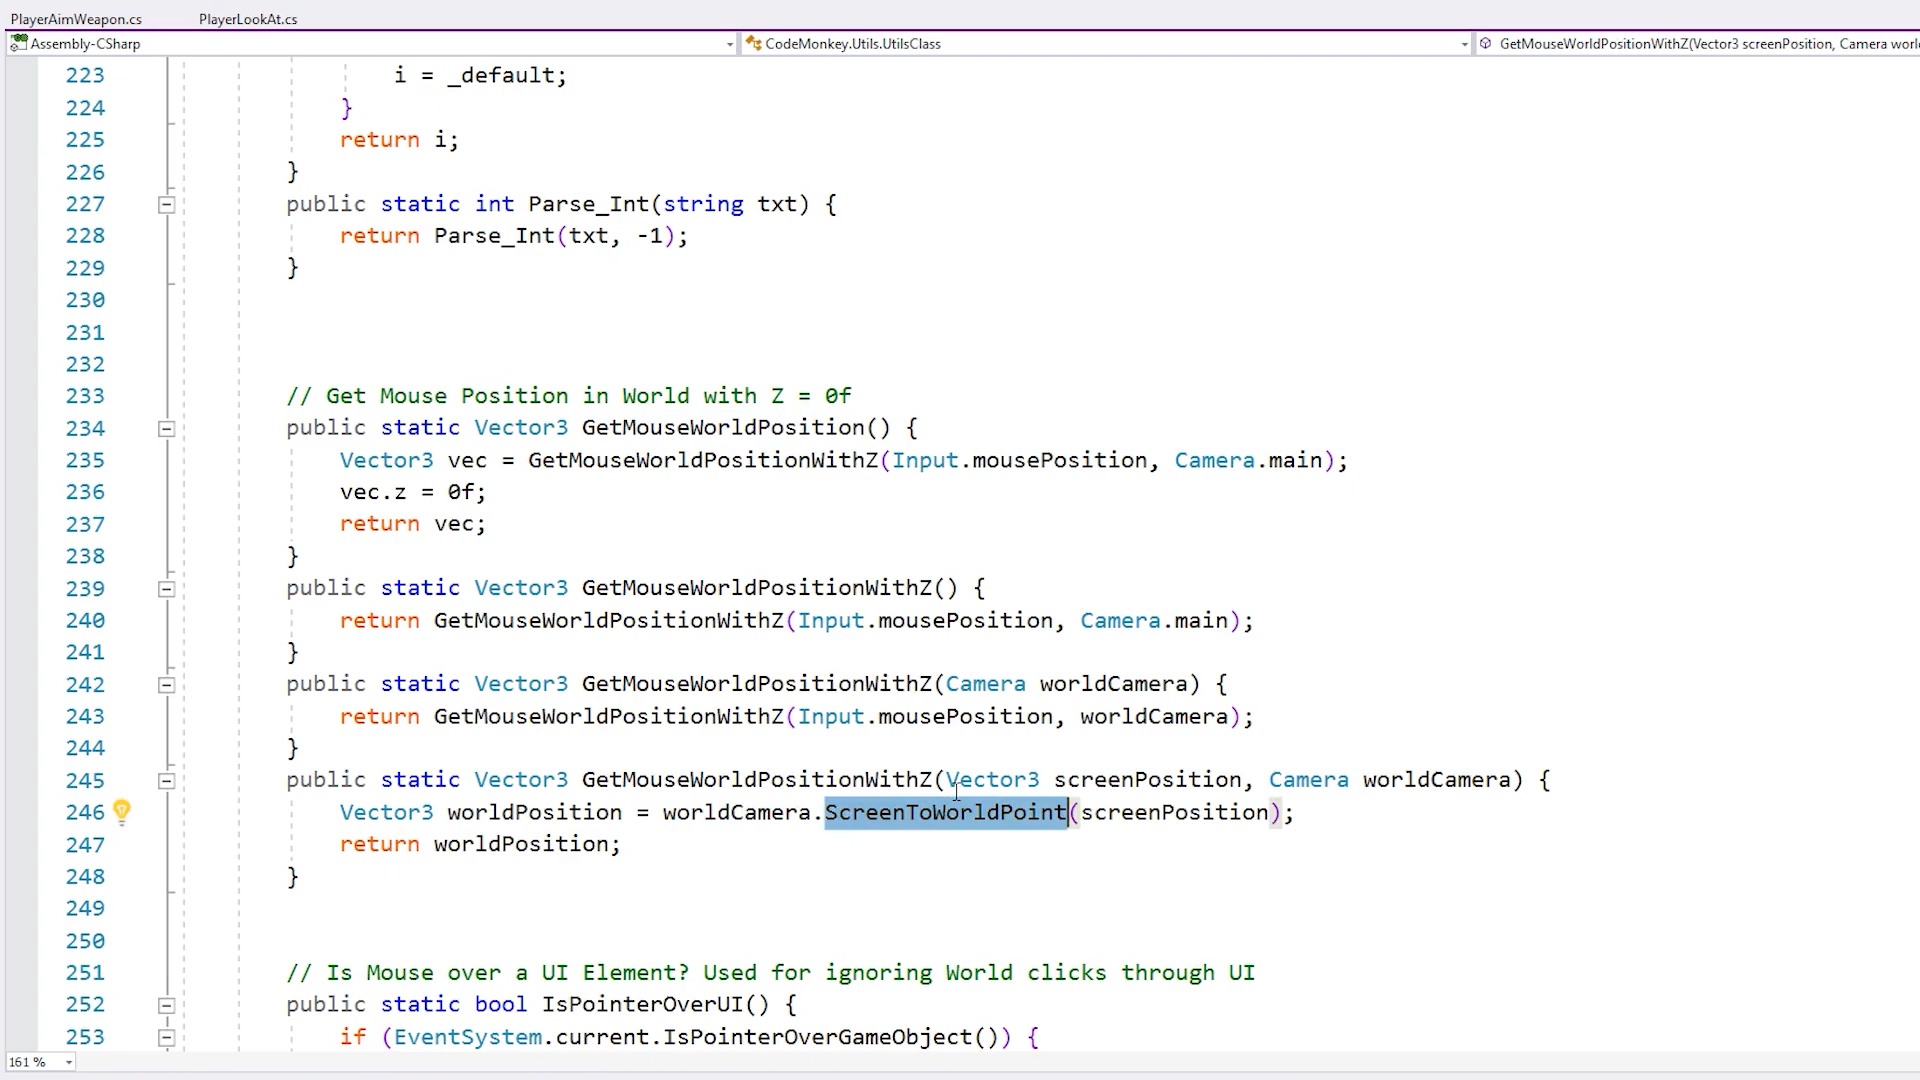 PlayerAimWeapon.cs PlayerLookAt.cs
Assembly-CSharp CodeMonkey.Utils.UtilsClass GetMouseWorldPositionWithZ(Vector3 screenPosition, Camera worl
223 i = _default;
224 }
225 return i;
226 }
227 public static int Parse_Int(string txt) {
228 return Parse_Int(txt, -1);
229 }
230
231
232
233 // Get Mouse Position in World with Z = 0f
234 public static Vector3 GetMouseWorldPosition() {
235 Vector3 vec = GetMouseWorldPositionWithZ(Input.mousePosition, Camera.main);
236 vec.z = 0f;
237 return vec;
238 }
239 public static Vector3 GetMouseWorldPositionWithZ() {
240 return GetMouseWorldPositionWithZ(Input.mousePosition, Camera.main);
241 }
242 public static Vector3 GetMouseWorldPositionWithZ(Camera worldCamera) {
243 return GetMouseWorldPositionWithZ(Input.mousePosition, worldCamera);
244 }
245 public static Vector3 GetMouseWorldPositionWithZ(Vector3 screenPosition, Camera worldCamera) {
246 Vector3 worldPosition = worldCamera.ScreenToWorldPoint(screenPosition);
247 return worldPosition;
248 }
249
250
251 // Is Mouse over a UI Element? Used for ignoring World clicks through UI
252 public static bool IsPointerOverUI() {
253 if (EventSystem.current.IsPointerOverGameObject()) {
161 %